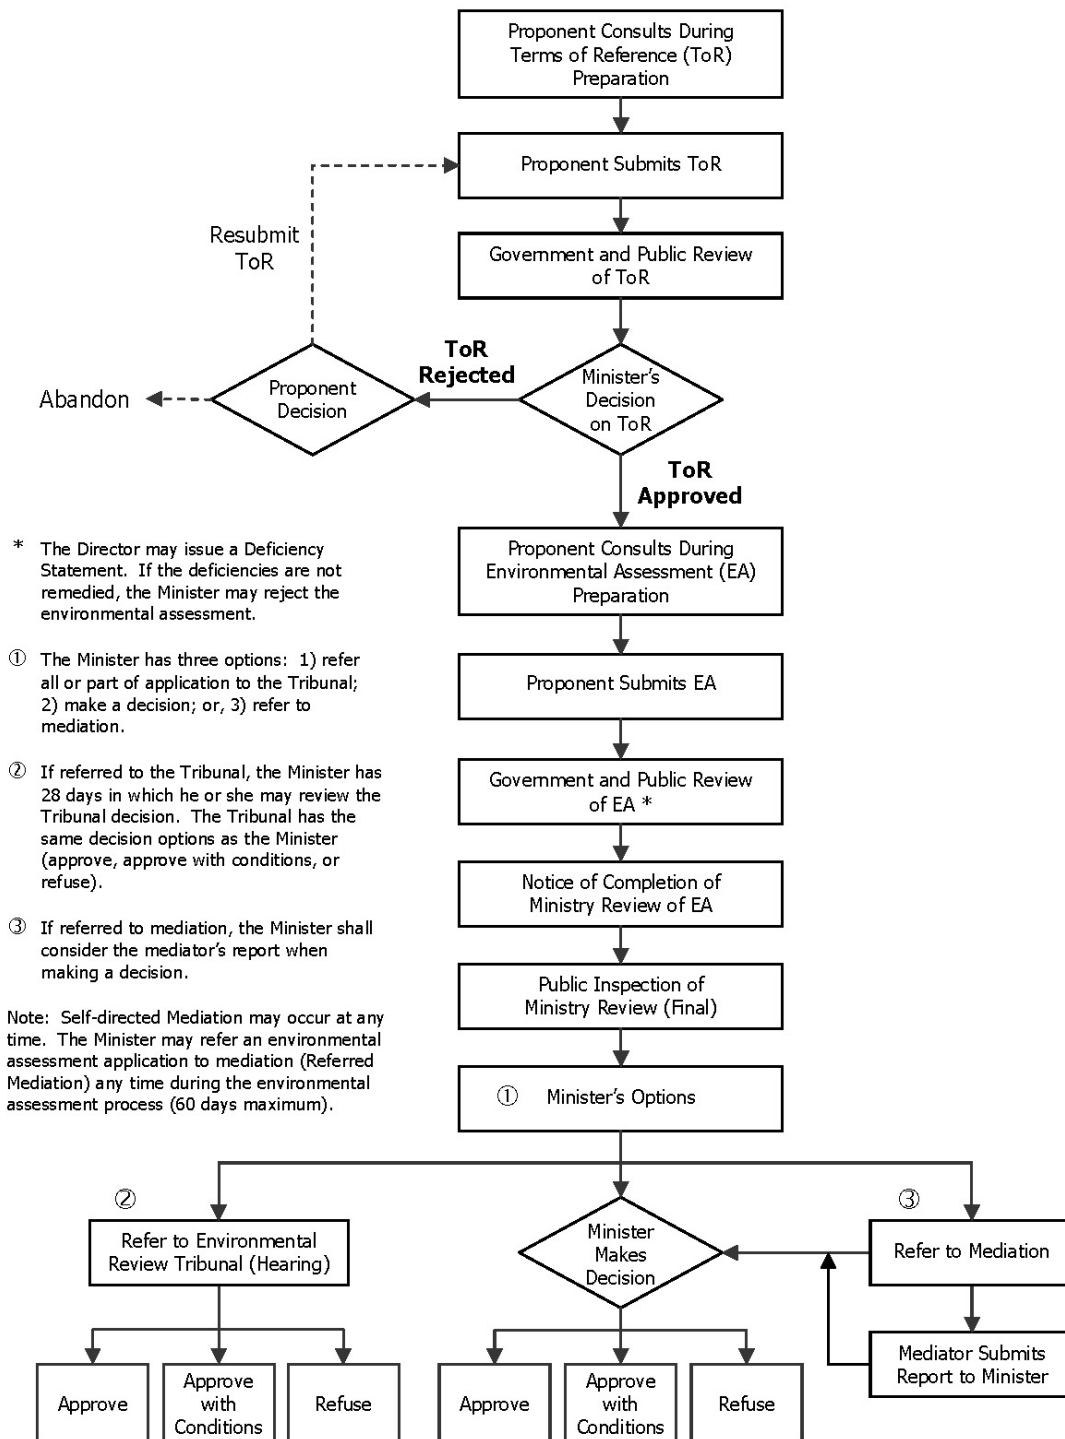 Proponent Consults During
Terms of Reference (ToR)
Preparation
Proponent Submits ToR
Resubmit
ToR
Government and Public Review
of ToR
ToR
Rejected
Minister's
Decision
on ToR
Proponent
Decision
Abandon
ToR
Approved
Proponent Consults During
Environmental Assessment (EA)
Preparation
* The Director may issue a Deficiency
Statement. If the deficiencies are not
remedied, the Minister may reject the
environmental assessment.
① The Minister has three options: 1) refer
all or part of application to the Tribunal;
2) make a decision; or, 3) refer to
mediation.
② If referred to the Tribunal, the Minister has
28 days in which he or she may review the
Tribunal decision. The Tribunal has the
same decision options as the Minister
(approve, approve with conditions, or
refuse).
③ If referred to mediation, the Minister shall
consider the mediator's report when
making a decision.
Note: Self-directed Mediation may occur at any
time. The Minister may refer an environmental
assessment application to mediation (Referred
Mediation) any time during the environmental
assessment process (60 days maximum).
Proponent Submits EA
Government and Public Review
of EA *
Notice of Completion of
Ministry Review of EA
Public Inspection of
Ministry Review (Final)
① Minister's Options
②
Refer to Environmental
Review Tribunal (Hearing)
Minister
Makes
Decision
③
Refer to Mediation
Mediator Submits
Report to Minister
Approve
Approve
with
Conditions
Refuse
Approve
Approve
with
Conditions
Refuse